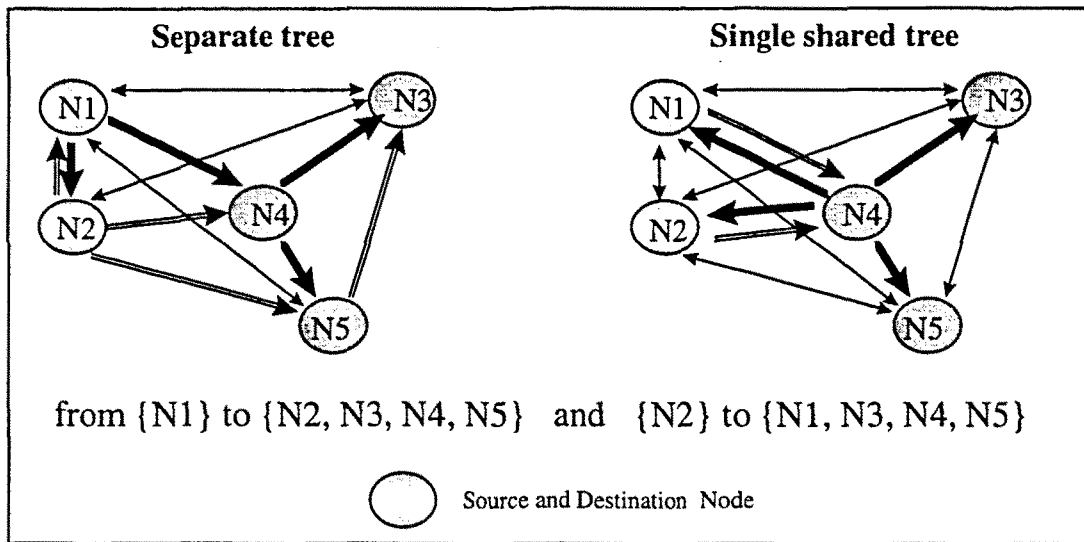 Separate tree Single shared tree
N1 N3 N1 N3
N2 N4 N2 N4
N5 N5
from {N1} to {N2, N3, N4, N5} and {N2} to {N1, N3, N4, N5}
Source and Destination Node